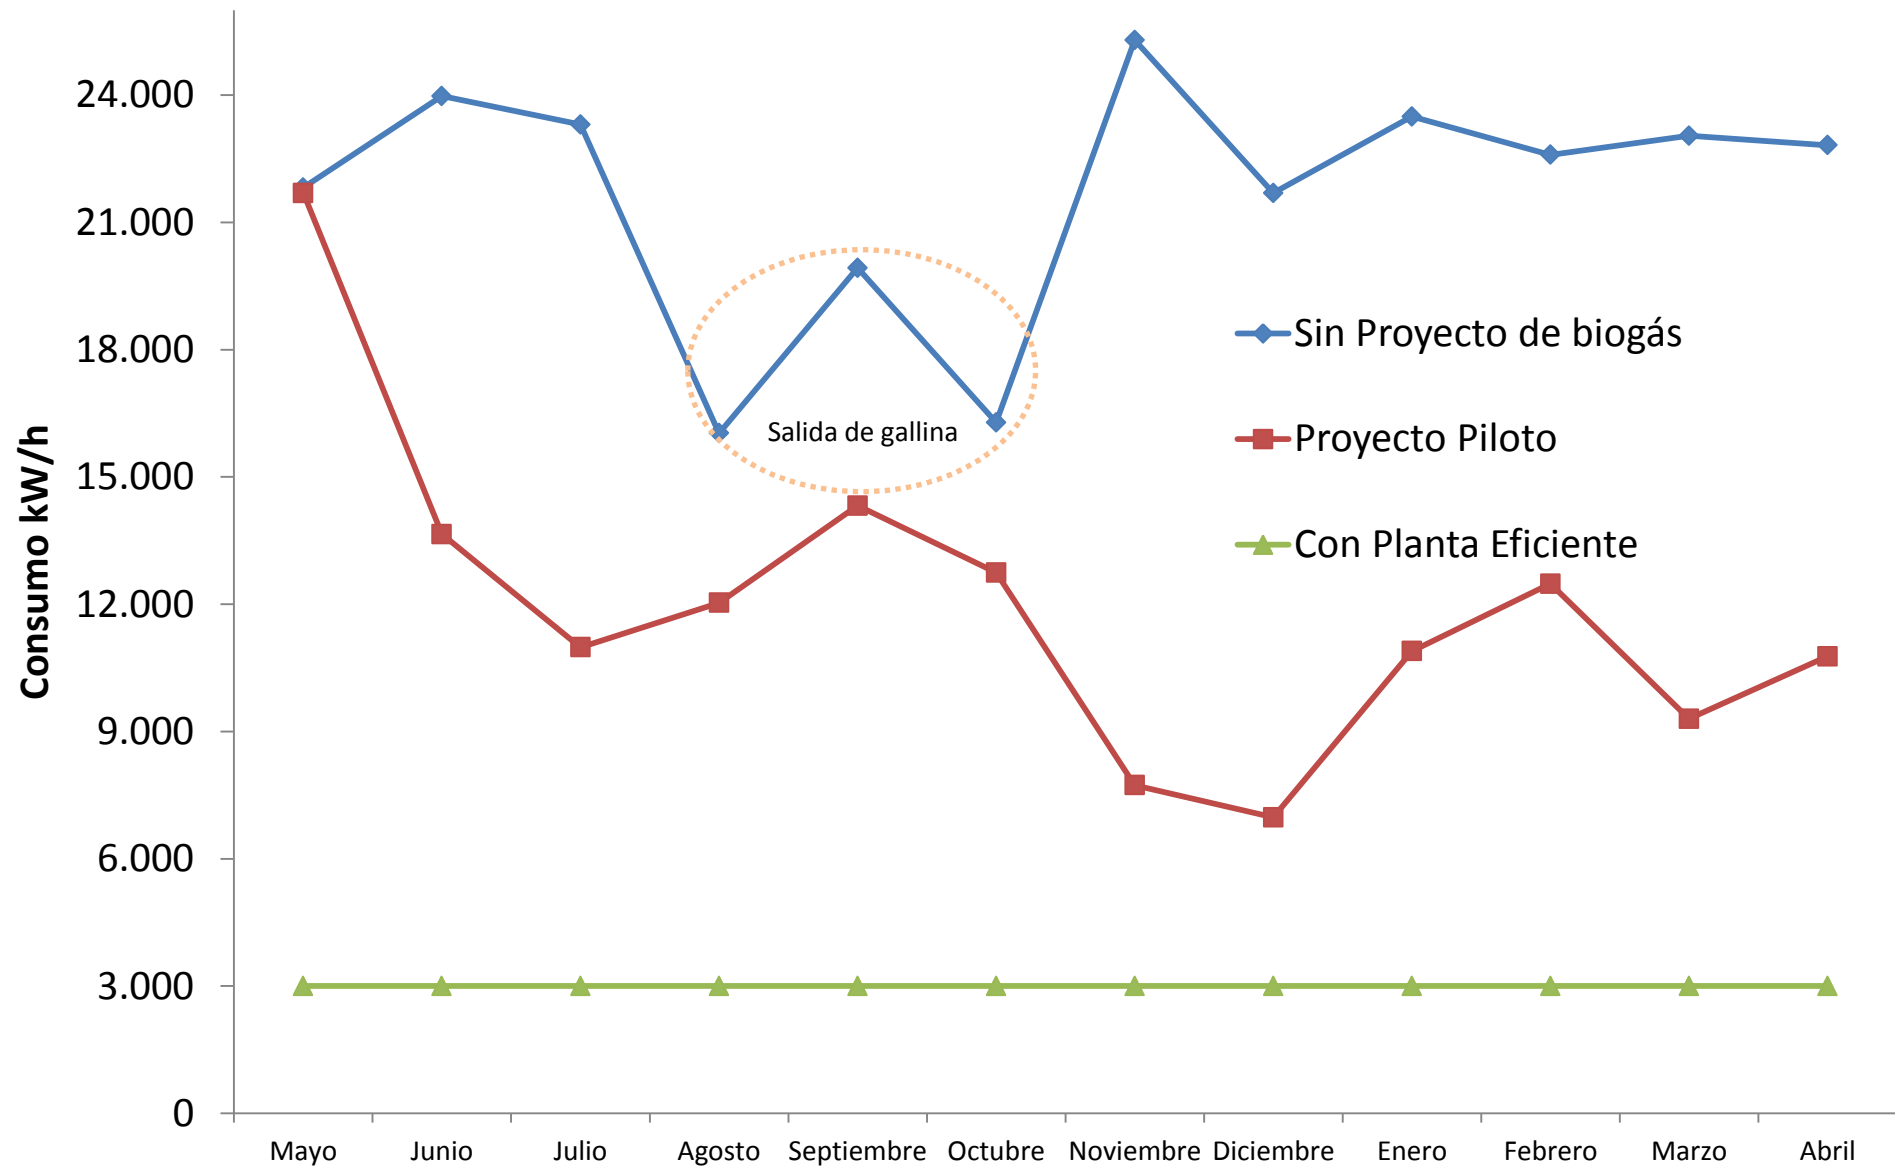 Consumo kW/h
24.000
21.000
18.000
15.000
12.000
9.000
6.000
3.000
0
Salida de gallina
Sin Proyecto de biogás
Proyecto Piloto
Con Planta Eficiente
Mayo Junio Julio Agosto Septiembre Octubre Noviembre Diciembre Enero Febrero Marzo Abril